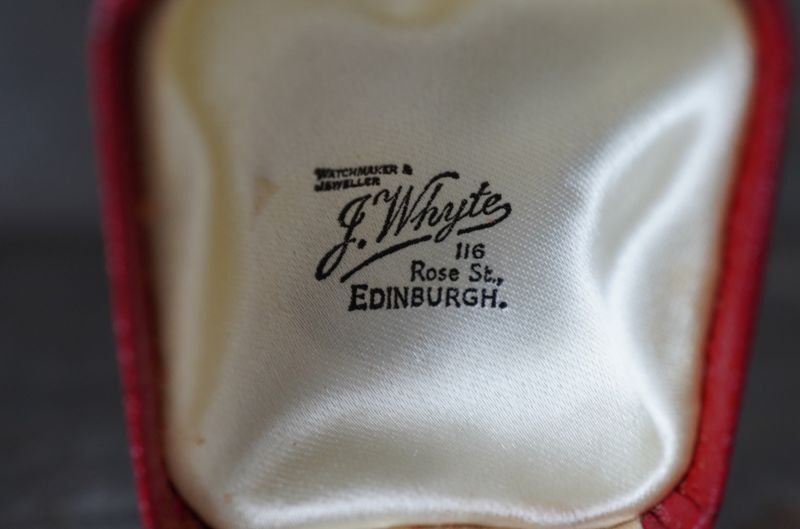 WATCHMAKER &
JEWELLER
J. Whyte
116
Rose St.,
EDINBURGH.